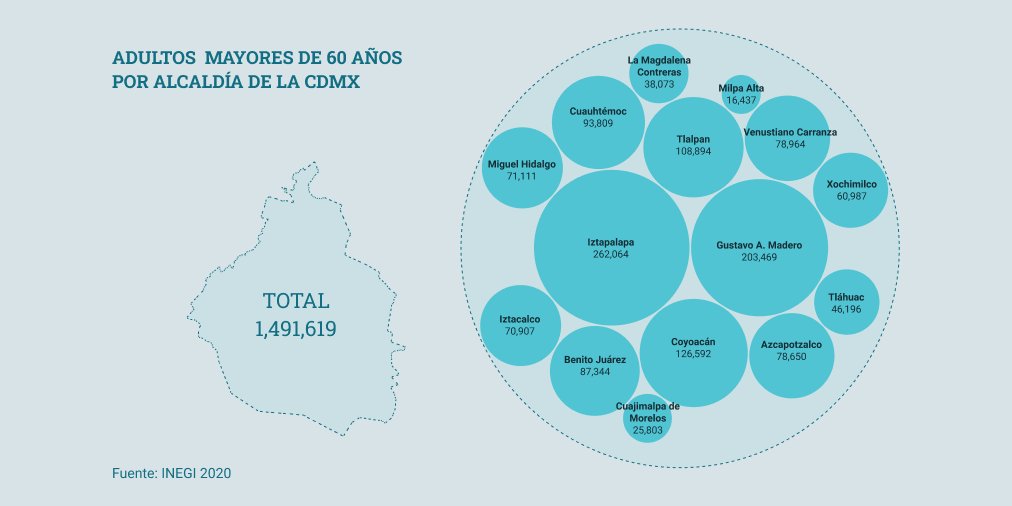 ADULTOS MAYORES DE 60 AÑOS
POR ALCALDÍA DE LA CDMX
TOTAL
1,491,619
Fuente: INEGI 2020
La Magdalena
Contreras
38,073
Milpa Alta
16,437
Cuauhtémoc
93,809
Tlalpan
108,894
Venustiano Carranza
78,964
Miguel Hidalgo
71,111
Xochimilco
60,987
Iztapalapa
262,064
Gustavo A. Madero
203,469
Tláhuac
46,196
Iztacalco
70,907
Coyoacán
126,592
Azcapotzalco
78,650
Benito Juárez
87,344
Cuajimalpa de
Morelos
25,803